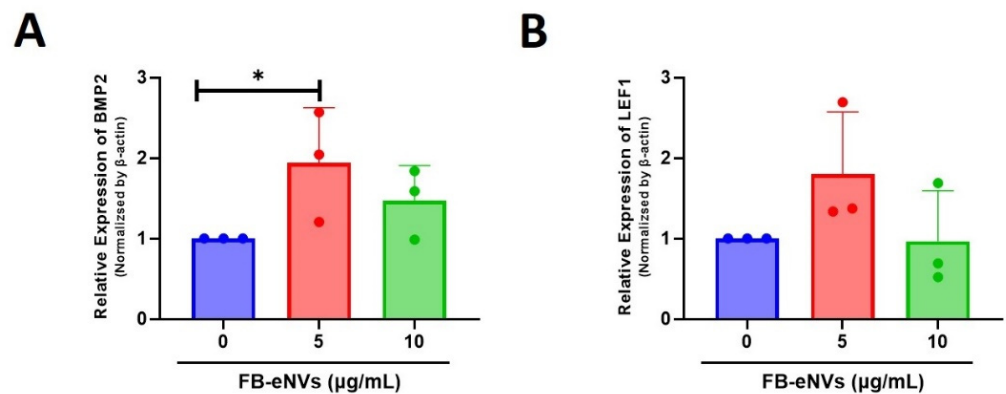 A
Relative Expression of BMP2
(Normalizsed by β-actin)
3
2
1
0
*
0 5 10
FB-eNVs (µg/mL)
B
Relative Expression of LEF1
(Normalizsed by β-actin)
3
2
1
0
0 5 10
FB-eNVs (µg/mL)